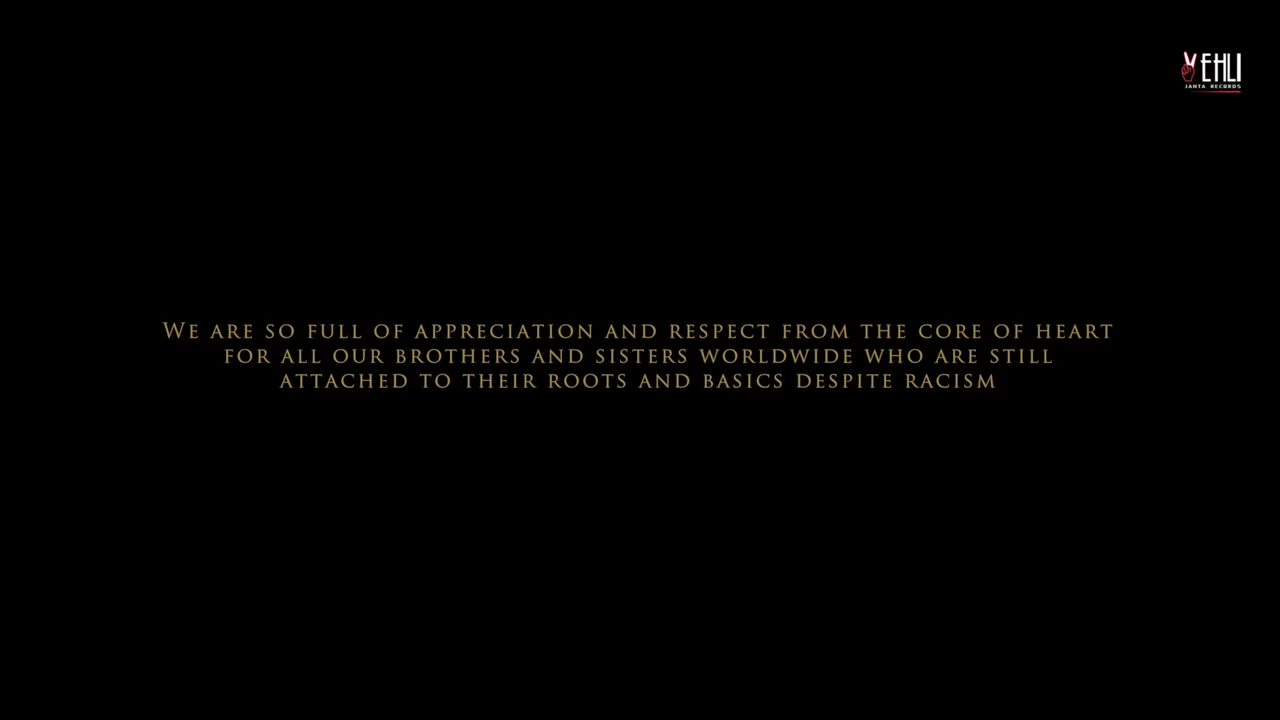 VEHLI
JANTA RECORDS
WE ARE SO FULL OF APPRECIATION AND RESPECT FROM THE CORE OF HEART
FOR ALL OUR BROTHERS AND SISTERS WORLDWIDE WHO ARE STILL
ATTACHED TO THEIR ROOTS AND BASICS DESPITE RACISM